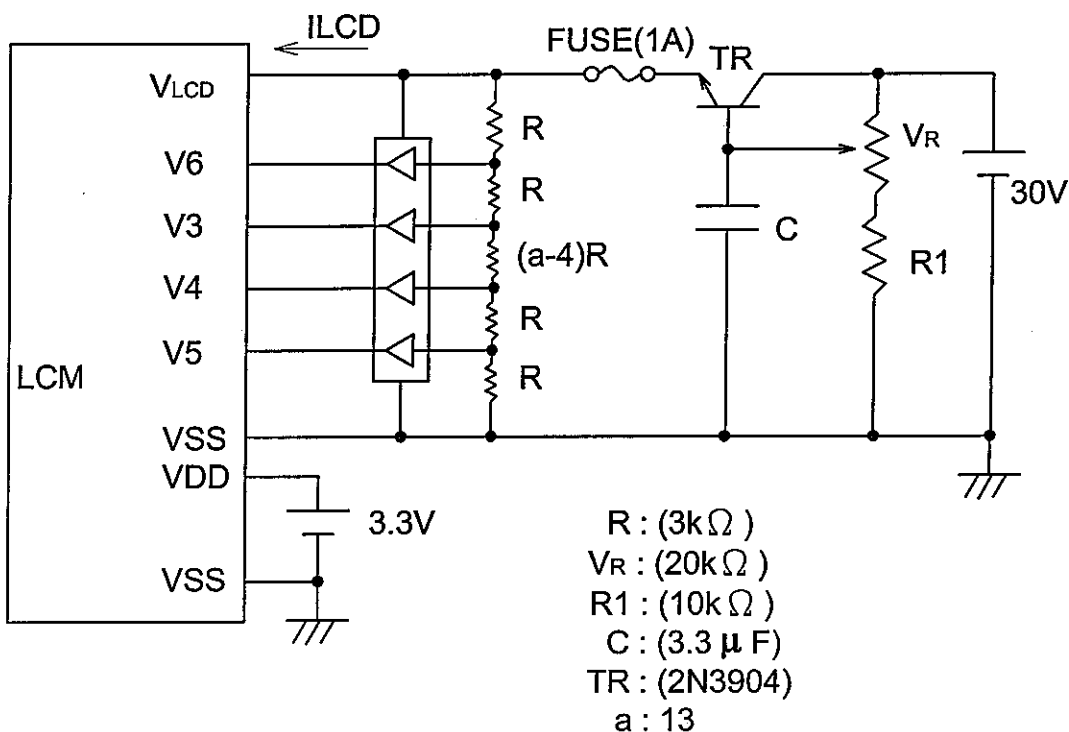 ILCD
FUSE(1A)
TR
VLCD
R
VR
V6
R
30V
V3
C
(a-4)R
R1
V4
R
V5
LCM
R
VSS
VDD
3.3V
VSS
R : (3kΩ)
VR : (20kΩ)
R1 : (10kΩ)
C : (3.3 μF)
TR : (2N3904)
a : 13